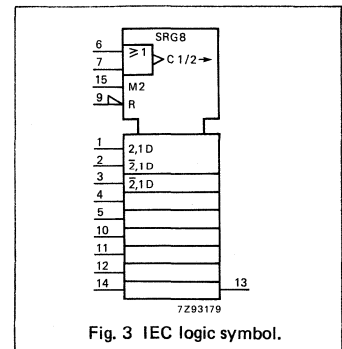 SRG8
6 ≥1
7 C1/2→
15 M2
9 R
1 2,1D
2 2̅,1D
3 2̅,1D
4
5
10
11
12
14 13
7Z93179
Fig. 3 IEC logic symbol.